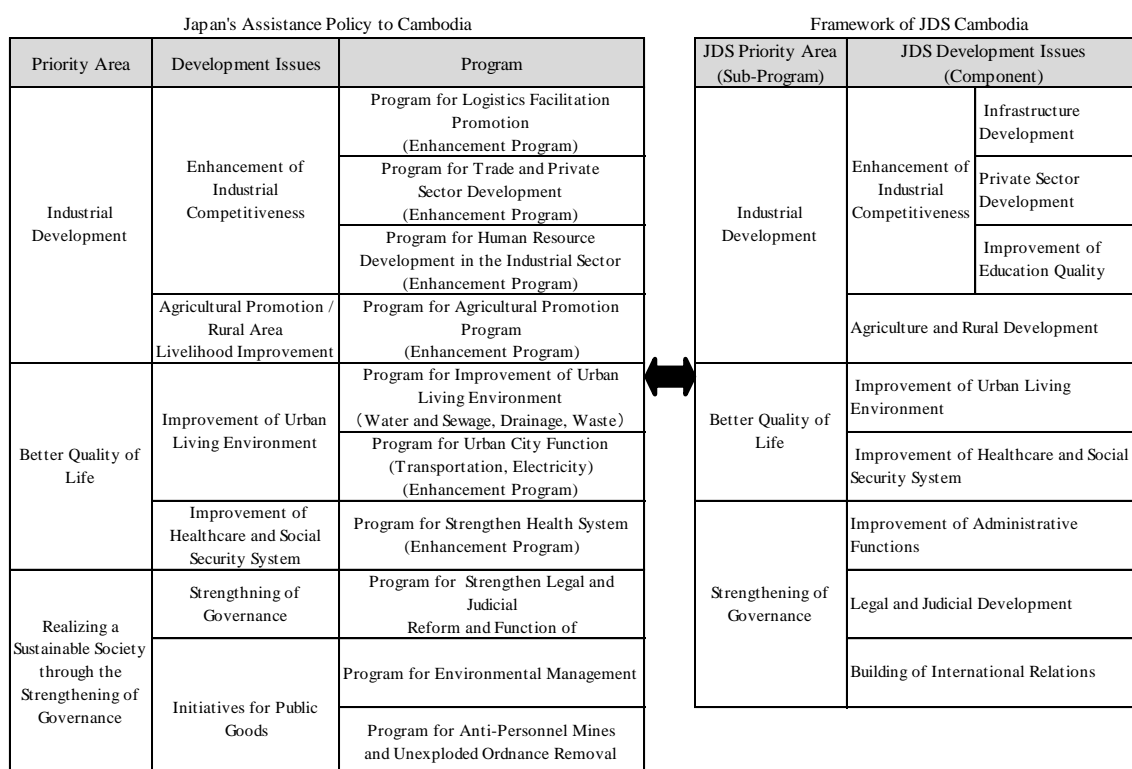 Japan's Assistance Policy to Cambodia
Priority Area
Development Issues
Program
Industrial
Development
Enhancement of
Industrial
Competitiveness
Program for Logistics Facilitation
Promotion
(Enhancement Program)
Program for Trade and Private
Sector Development
(Enhancement Program)
Program for Human Resource
Development in the Industrial Sector
(Enhancement Program)
Agricultural Promotion /
Rural Area
Livelihood Improvement
Program for Agricultural Promotion
Program
(Enhancement Program)
Better Quality of
Life
Improvement of Urban
Living Environment
Program for Improvement of Urban
Living Environment
（Water and Sewage, Drainage, Waste）
Program for Urban City Function
(Transportation, Electricity)
(Enhancement Program)
Improvement of
Healthcare and Social
Security System
Program for Strengthen Health System
(Enhancement Program)
Realizing a
Sustainable Society
through the
Strengthening of
Governance
Strengthning of
Governance
Program for Strengthen Legal and
Judicial
Reform and Function of
Initiatives for Public
Goods
Program for Environmental Management
Program for Anti-Personnel Mines
and Unexploded Ordnance Removal
Framework of JDS Cambodia
JDS Priority Area
(Sub-Program)
JDS Development Issues
(Component)
Industrial
Development
Enhancement of
Industrial
Competitiveness
Infrastructure
Development
Private Sector
Development
Improvement of
Education Quality
Agriculture and Rural Development
Better Quality of
Life
Improvement of Urban Living
Environment
Improvement of Healthcare and Social
Security System
Strengthening of
Governance
Improvement of Administrative
Functions
Legal and Judicial Development
Building of International Relations